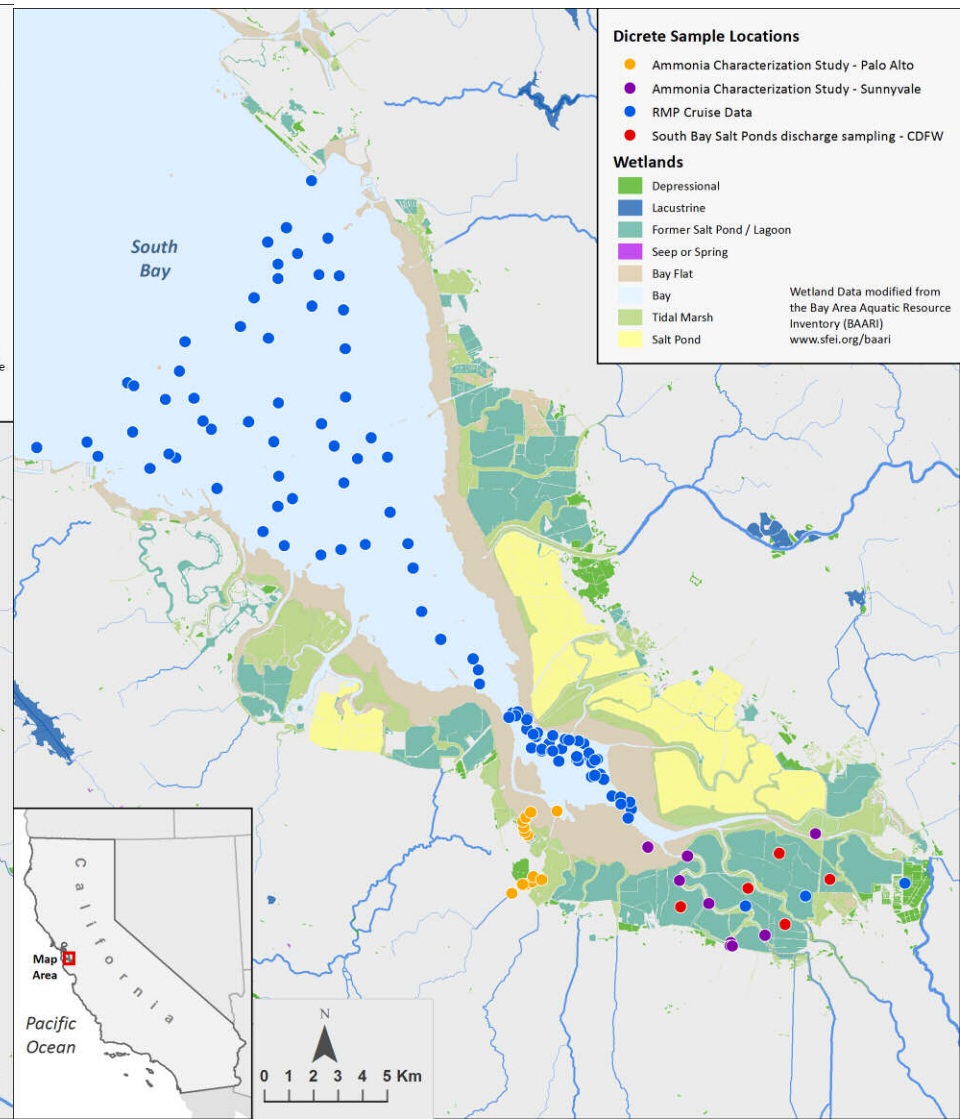 Dicrete Sample Locations
Ammonia Characterization Study - Palo Alto
Ammonia Characterization Study - Sunnyvale
RMP Cruise Data
South Bay Salt Ponds discharge sampling - CDFW
Wetlands
Depressional
Lacustrine
Former Salt Pond / Lagoon
Seep or Spring
Bay Flat
Bay
Tidal Marsh
Salt Pond
Wetland Data modified from
the Bay Area Aquatic Resource
Inventory (BAARI)
www.sfei.org/baari
South
Bay
e
California
Map
Area
Pacific
Ocean
N
0 1 2 3 4 5 Km